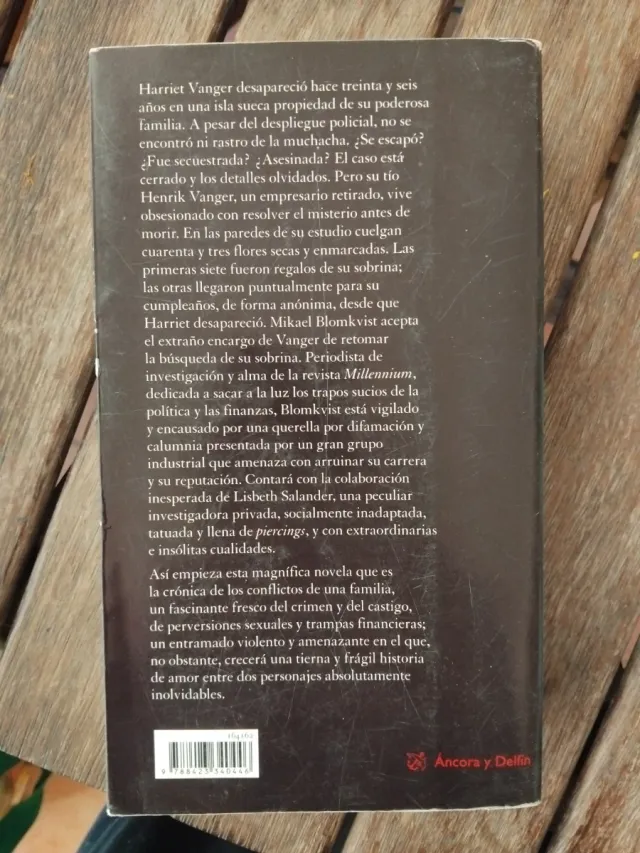 Harriet Vanger desapareció hace treinta y seis
años en una isla sueca propiedad de su poderosa
familia. A pesar del despliegue policial, no se
encontró ni rastro de la muchacha. ¿Se escapó?
¿Fue secuestrada? ¿Asesinada? El caso está
cerrado y los detalles olvidados. Pero su tío
Henrik Vanger, un empresario retirado, vive
obsesionado con resolver el misterio antes de
morir. En las paredes de su estudio cuelgan
cuarenta y tres flores secas y enmarcadas. Las
primeras siete fueron regalos de su sobrina;
las otras llegaron puntualmente para su
cumpleaños, de forma anónima, desde que
Harriet desapareció. Mikael Blomkvist acepta
el extraño encargo de Vanger de retomar
la búsqueda de su sobrina. Periodista de
investigación y alma de la revista Millennium,
dedicada a sacar a la luz los trapos sucios de la
política y las finanzas, Blomkvist está vigilado
y encausado por una querella por difamación y
calumnia presentada por un gran grupo
industrial que amenaza con arruinar su carrera
y su reputación. Contará con la colaboración
inesperada de Lisbeth Salander, una peculiar
investigadora privada, socialmente inadaptada,
tatuada y llena de piercings, y con extraordinarias
e insólitas cualidades.
Así empieza esta magnífica novela que es
la crónica de los conflictos de una familia,
un fascinante fresco del crimen y del castigo,
de perversiones sexuales y trampas financieras;
un entramado violento y amenazante en el que,
no obstante, crecerá una tierna y frágil historia
de amor entre dos personajes absolutamente
inolvidables.
9 788423 340446
Áncora y Delfín